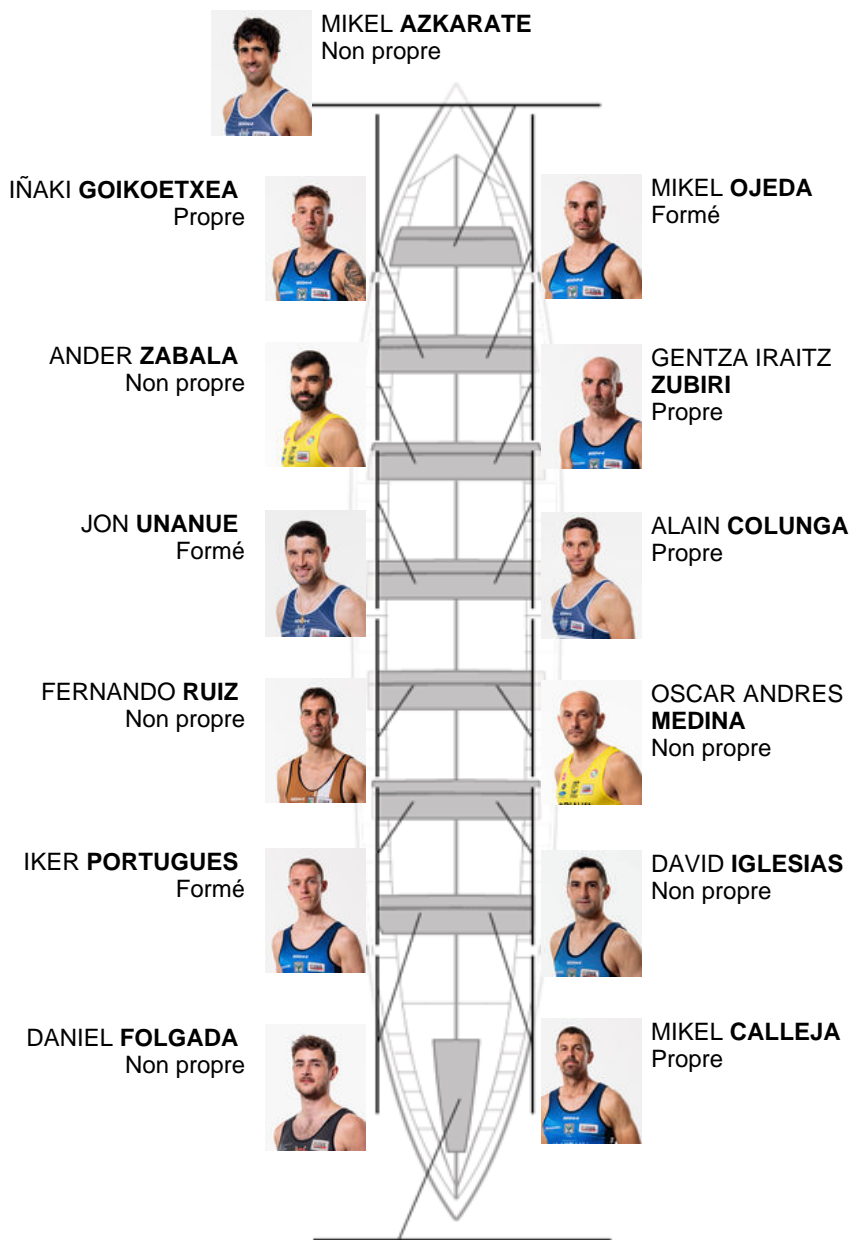 MIKEL AZKARATE
Non propre
IÑAKI GOIKOETXEA
Propre
MIKEL OJEDA
Formé
ANDER ZABALA
Non propre
GENTZA IRAITZ
ZUBIRI
Propre
JON UNANUE
Formé
ALAIN COLUNGA
Propre
FERNANDO RUIZ
Non propre
OSCAR ANDRES
MEDINA
Non propre
IKER PORTUGUES
Formé
DAVID IGLESIAS
Non propre
DANIEL FOLGADA
Non propre
MIKEL CALLEJA
Propre